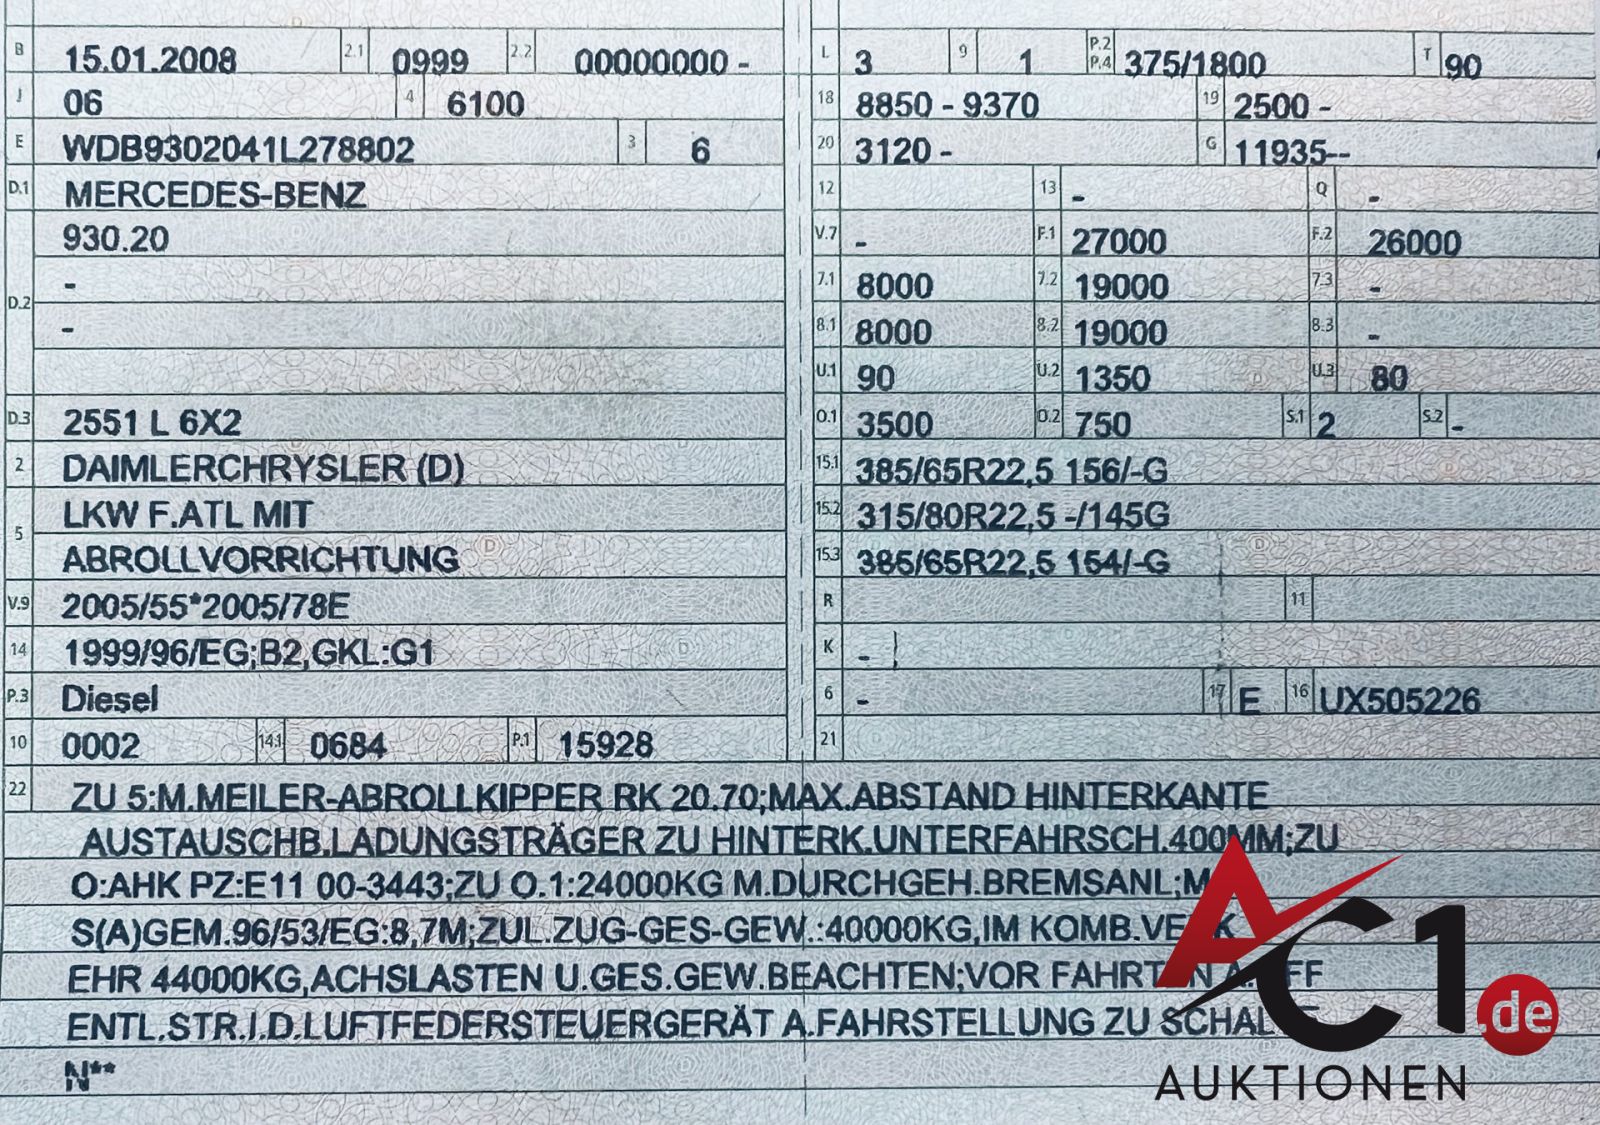 B 15.01.2008 2.1 0999 2.2 00000000 -
J 06 4 6100
E WDB9302041L278802 3 6
D.1 MERCEDES-BENZ
930.20
-
D.2
-
D.3 2551 L 6X2
2 DAIMLERCHRYSLER (D)
LKW F.ATL MIT
5
ABROLLVORRICHTUNG
V.9 2005/55*2005/78E
14 1999/96/EG;B2,GKL:G1
P.3 Diesel
10 0002 14.1 0684 P.1 15928
L 3 9 1 P.2 P.4 375/1800 T 90
18 8850 - 9370 19 2500 -
20 3120 - G 11935--
12 13 - Q -
V.7 - F.1 27000 F.2 26000
7.1 8000 7.2 19000 7.3 -
8.1 8000 8.2 19000 8.3 -
U.1 90 U.2 1350 U.3 80
O.1 3500 O.2 750 S.1 2 S.2 -
15.1 385/65R22,5 156/-G
15.2 315/80R22,5 -/145G
15.3 385/65R22,5 154/-G
R 11
K -
6 - 17 E 16 UX505226
21
22 ZU 5:M.MEILER-ABROLLKIPPER RK 20.70;MAX.ABSTAND HINTERKANTE
AUSTAUSCHB.LADUNGSTRÄGER ZU HINTERK.UNTERFAHRSCH.400MM;ZU
O:AHK PZ:E11 00-3443;ZU O.1:24000KG M.DURCHGEH.BREMSANL;M
S(A)GEM.96/53/EG:8,7M;ZUL.ZUG-GES-GEW.:40000KG,IM KOMB.VERK
EHR 44000KG,ACHSLASTEN U.GES.GEW.BEACHTEN;VOR FAHRTEN A.
ENTL.STR.I.D.LUFTFEDERSTEUERGERÄT A.FAHRSTELLUNG ZU SCHALTE
N**
AC1.de
AUKTIONEN